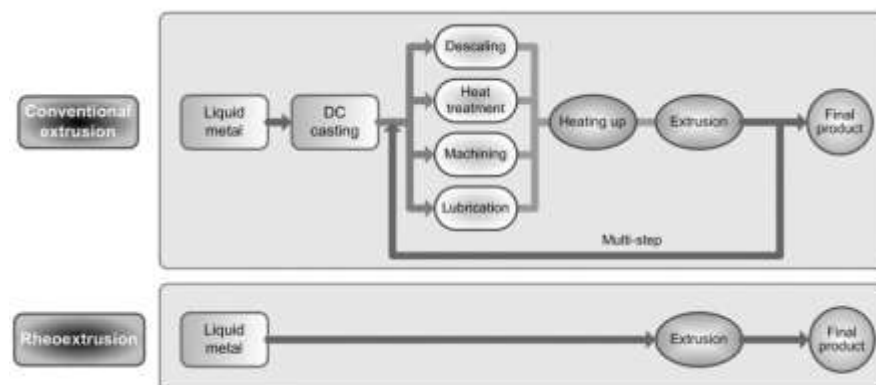 Conventional
extrusion
Liquid
metal
DC
casting
Descaling
Heat
treatment
Machining
Lubrication
Heating up
Extrusion
Final
product
Multi-step
Rheoextrusion
Liquid
metal
Extrusion
Final
product